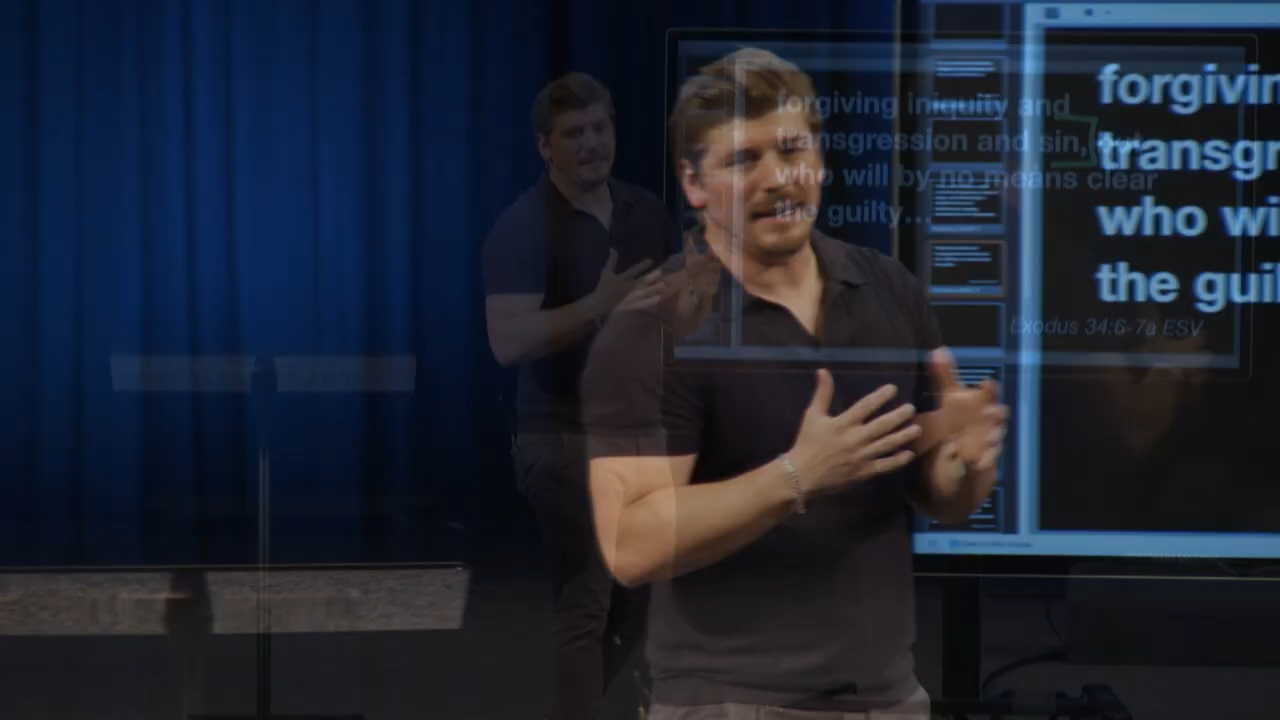 forgiving iniquity and
transgression and sin, but
who will by no means clear
the guilty...
Exodus 34:6-7a ESV
forgivin
transgr
who wi
the guil